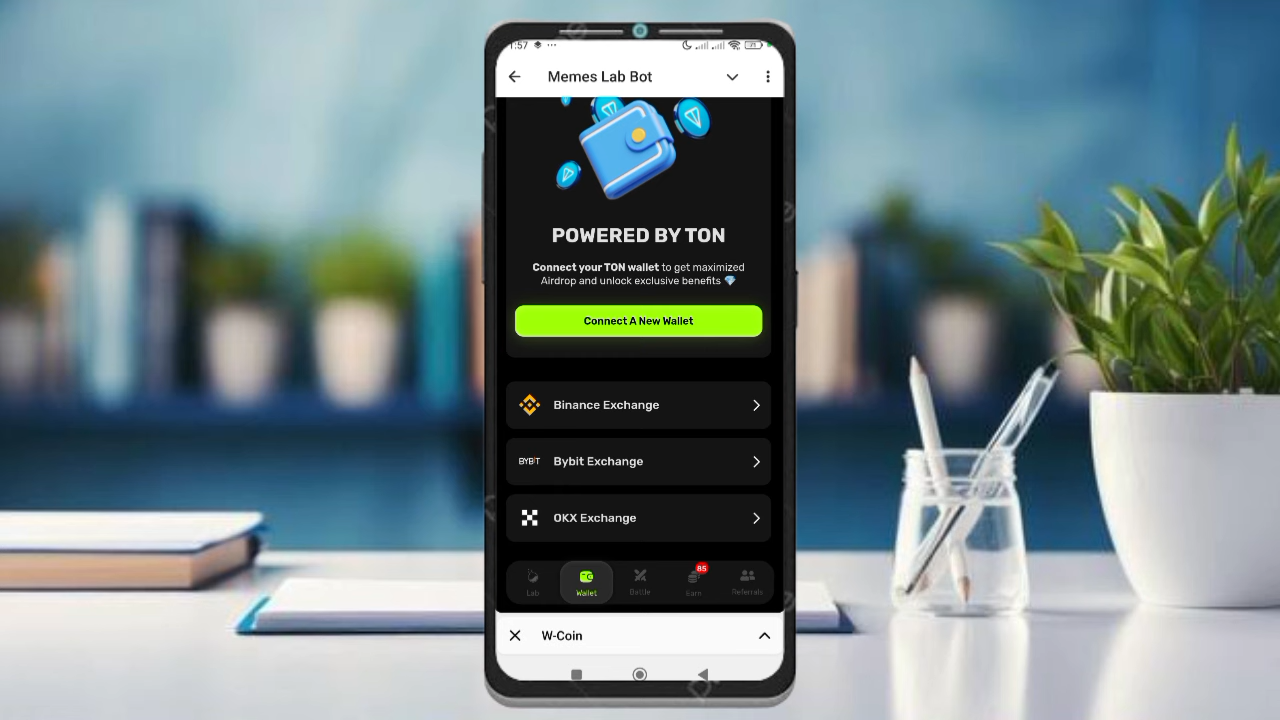 1:57
Memes Lab Bot
POWERED BY TON
Connect your TON wallet to get maximized
Airdrop and unlock exclusive benefits 💎
Connect A New Wallet
Binance Exchange
BYBIT
Bybit Exchange
OKX Exchange
85
Lab
Wallet
Battle
Earn
Referrals
W-Coin